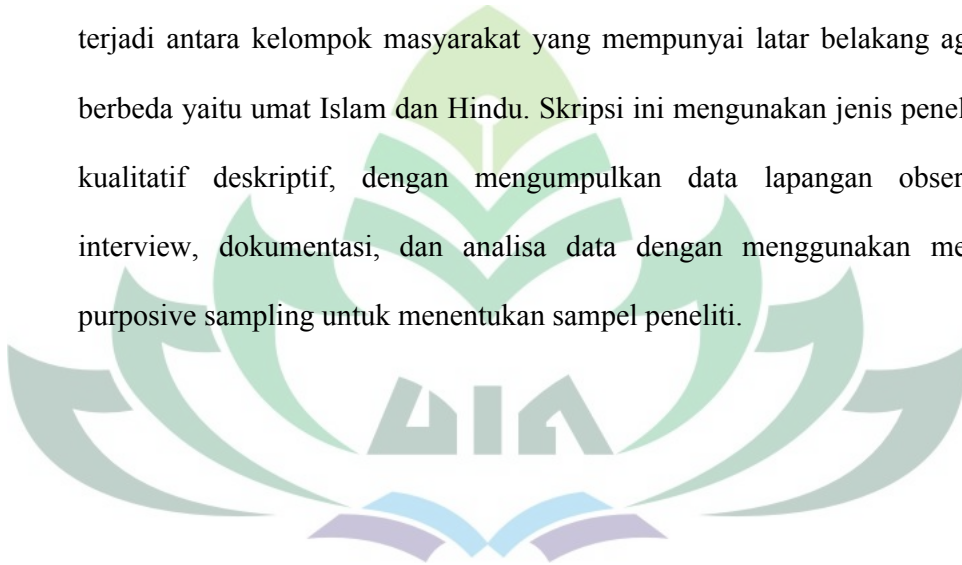 terjadi antara kelompok masyarakat yang mempunyai latar belakang
berbeda yaitu umat Islam dan Hindu. Skripsi ini mengunakan jenis
kualitatif deskriptif, dengan mengumpulkan data lapangan
interview, dokumentasi, dan analisa data dengan menggunakan
purposive sampling untuk menentukan sampel peneliti.
UIN